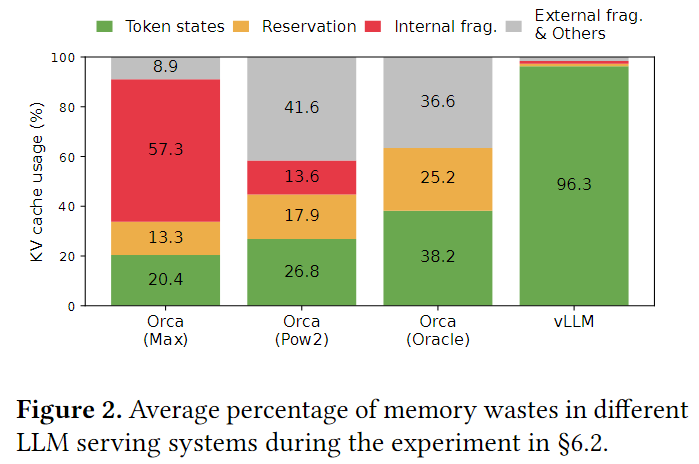 Token states
Reservation
Internal frag.
External frag.
& Others
KV cache usage (%)
100
80
60
40
20
0
8.9
57.3
13.3
20.4
41.6
13.6
17.9
26.8
36.6
25.2
38.2
96.3
Orca
(Max)
Orca
(Pow2)
Orca
(Oracle)
vLLM
Figure 2. Average percentage of memory wastes in different
LLM serving systems during the experiment in §6.2.